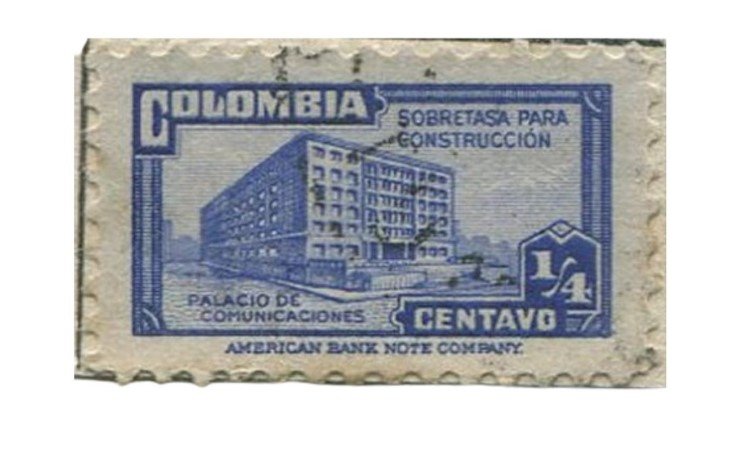 COLOMBIA
SOBRETASA PARA
CONSTRUCCIÓN
PALACIO DE
COMUNICACIONES
1/4
CENTAVO
AMERICAN BANK NOTE COMPANY.